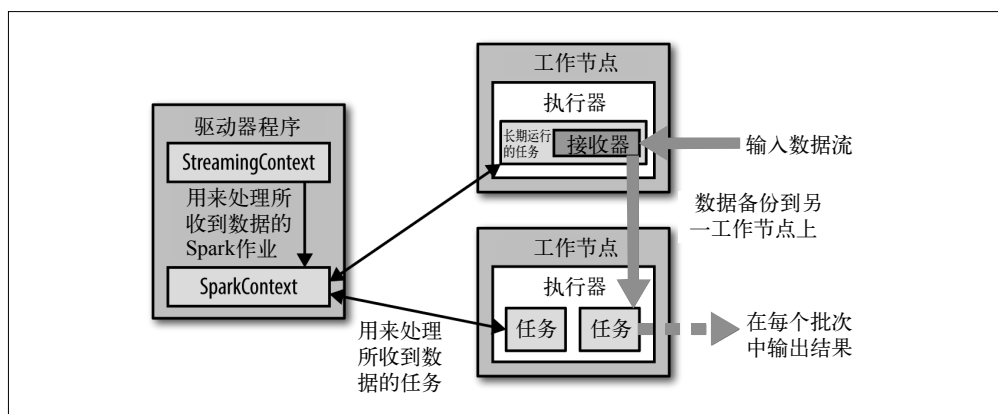 驱动器程序
StreamingContext
用来处理所
收到数据的
Spark作业
SparkContext
工作节点
执行器
长期运行
的任务
接收器
输入数据流
数据备份到另
一工作节点上
工作节点
执行器
任务
任务
用来处理
所收到数
据的任务
在每个批次
中输出结果